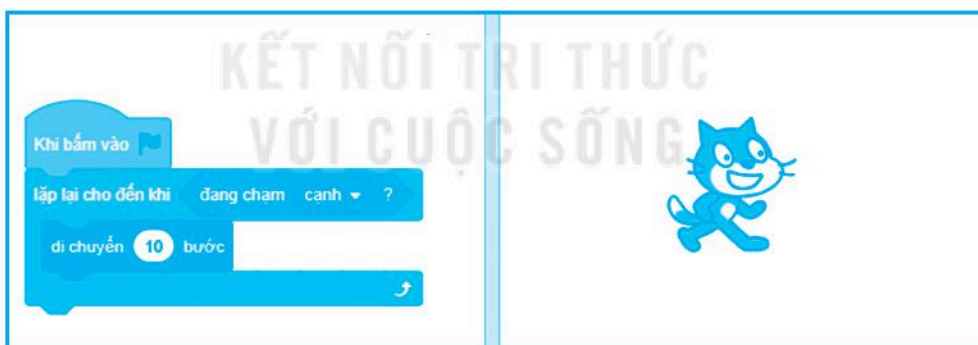 KẾT NỐI TRI THỨC
VỚI CUỘC SỐNG
Khi bấm vào
lặp lại cho đến khi đang chạm cạnh ?
di chuyển 10 bước